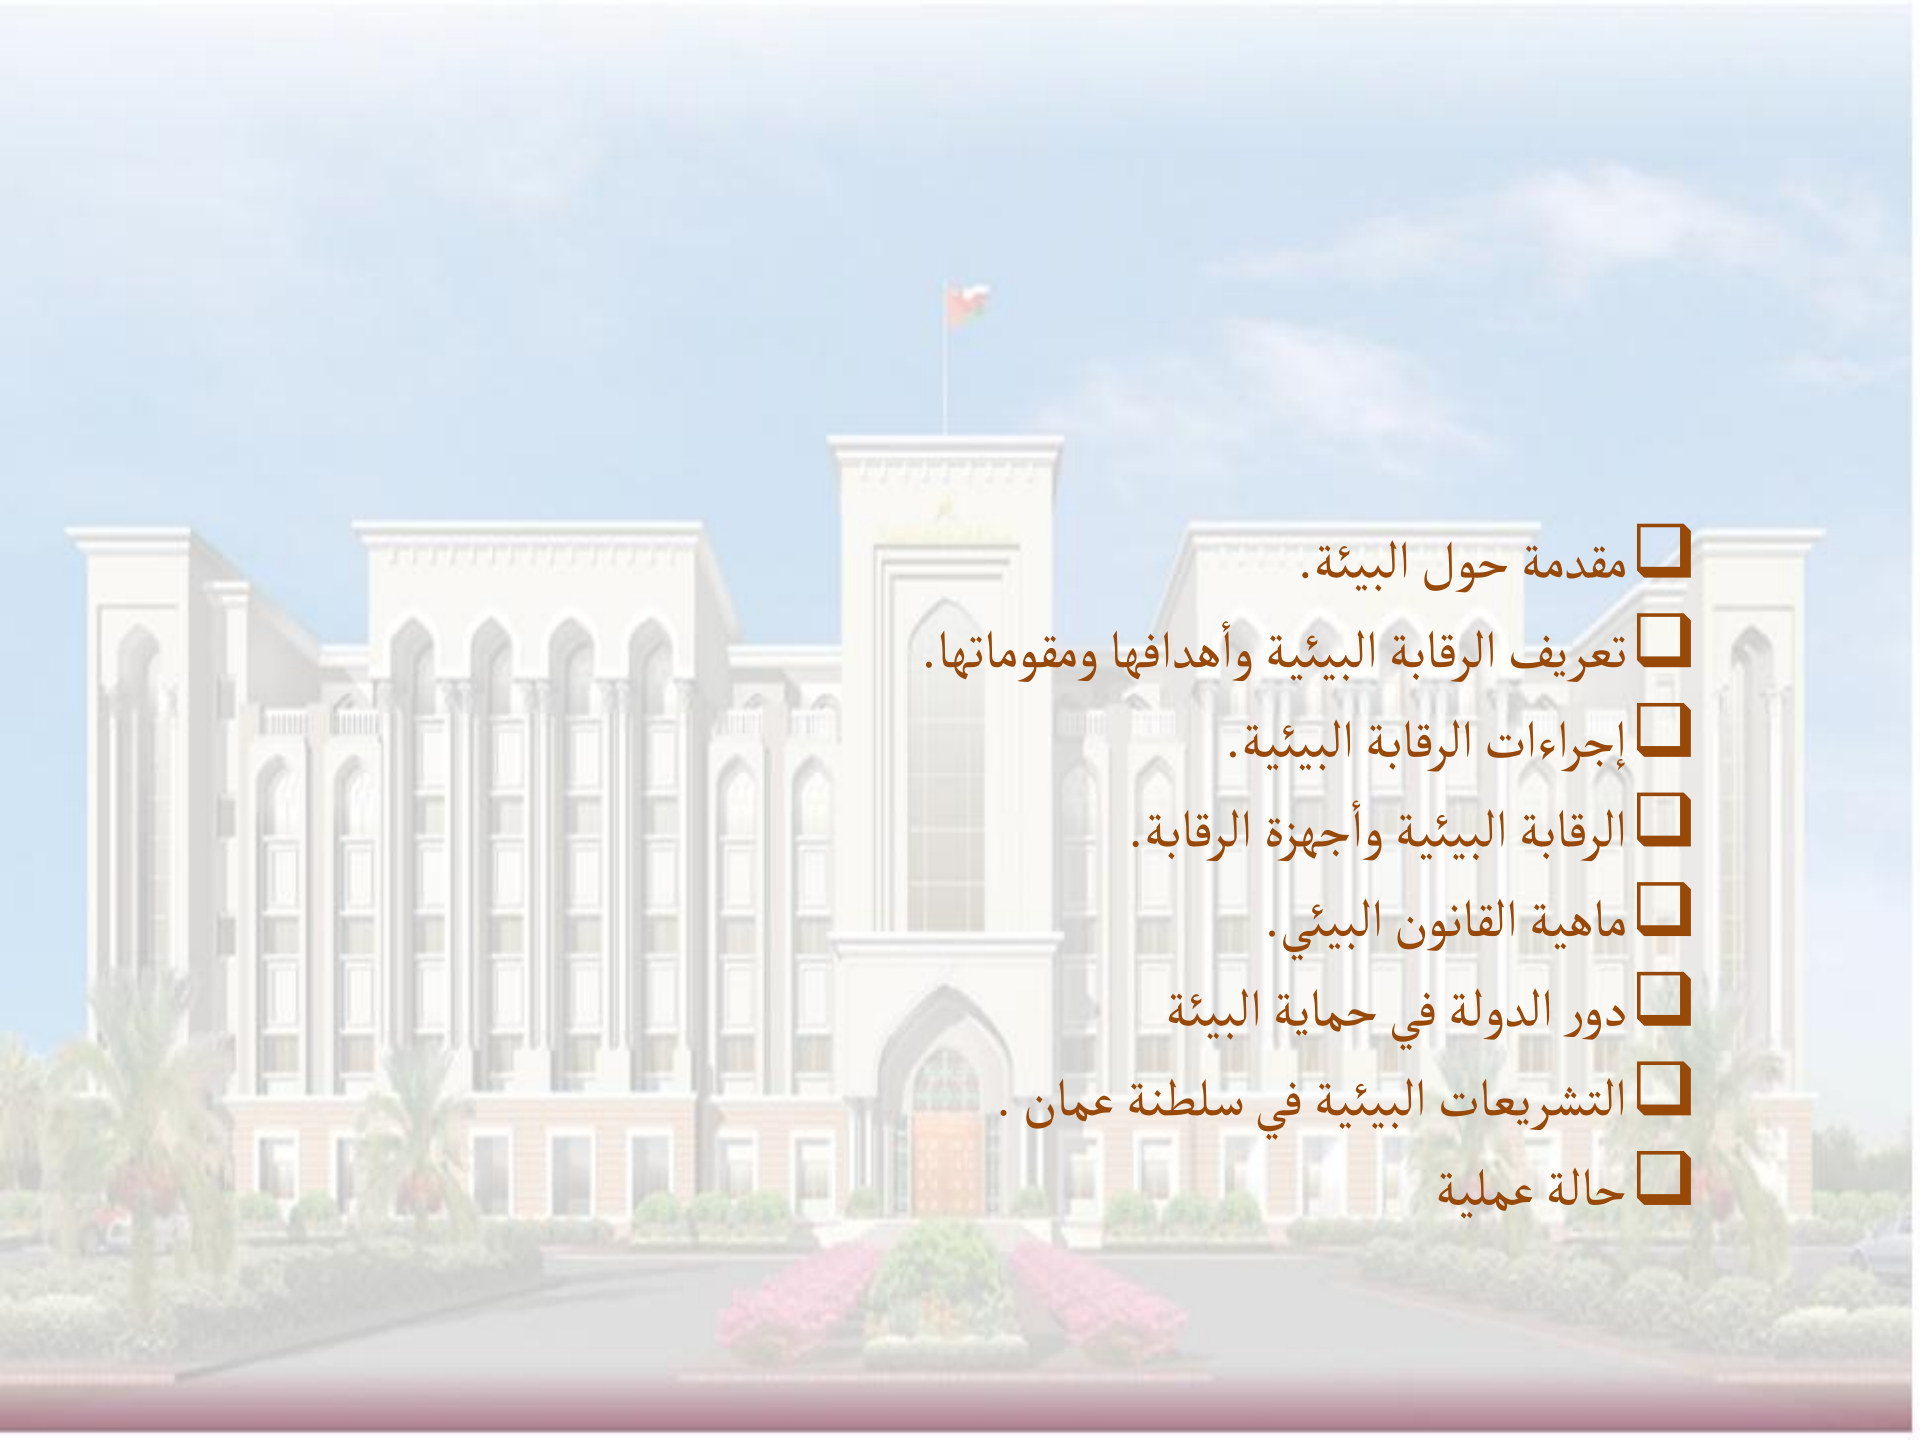 ❑ مقدمة حول البيئة.
❑ تعريف الرقابة البيئية وأهدافها ومقوماتها.
❑ إجراءات الرقابة البيئية.
❑ الرقابة البيئية وأجهزة الرقابة.
❑ ماهية القانون البيئي.
❑ دور الدولة في حماية البيئة
❑ التشريعات البيئية في سلطنة عمان .
❑ حالة عملية